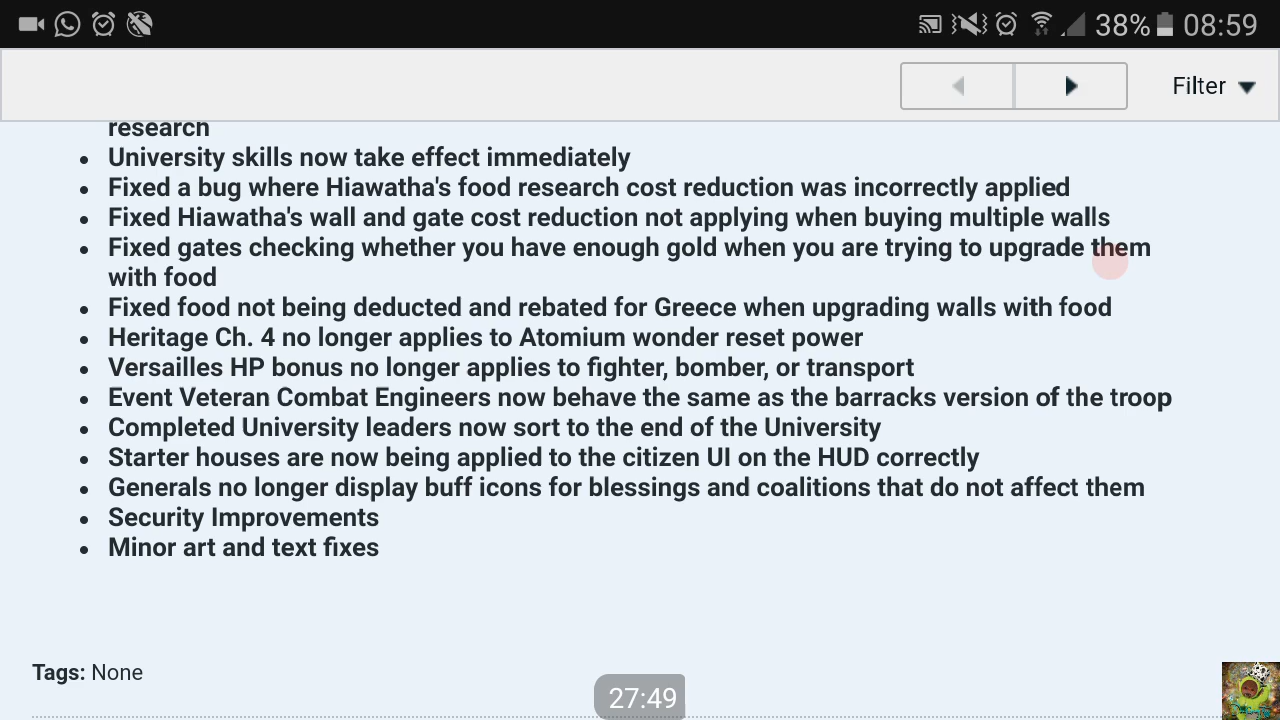 38% 08:59
Filter
research
University skills now take effect immediately
Fixed a bug where Hiawatha's food research cost reduction was incorrectly applied
Fixed Hiawatha's wall and gate cost reduction not applying when buying multiple walls
Fixed gates checking whether you have enough gold when you are trying to upgrade them
with food
Fixed food not being deducted and rebated for Greece when upgrading walls with food
Heritage Ch. 4 no longer applies to Atomium wonder reset power
Versailles HP bonus no longer applies to fighter, bomber, or transport
Event Veteran Combat Engineers now behave the same as the barracks version of the troop
Completed University leaders now sort to the end of the University
Starter houses are now being applied to the citizen UI on the HUD correctly
Generals no longer display buff icons for blessings and coalitions that do not affect them
Security Improvements
Minor art and text fixes
Tags: None
27:49